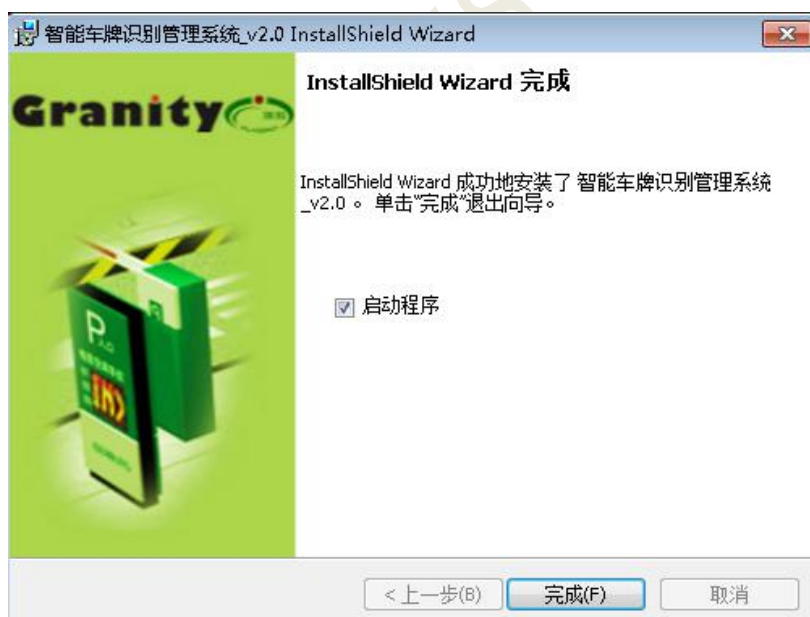 智能车牌识别管理系统_v2.0 InstallShield Wizard
Granity
InstallShield Wizard 完成
InstallShield Wizard 成功地安装了 智能车牌识别管理系统
_v2.0 。 单击“完成”退出向导。
启动程序
P
<上一步(B)
完成(F)
取消